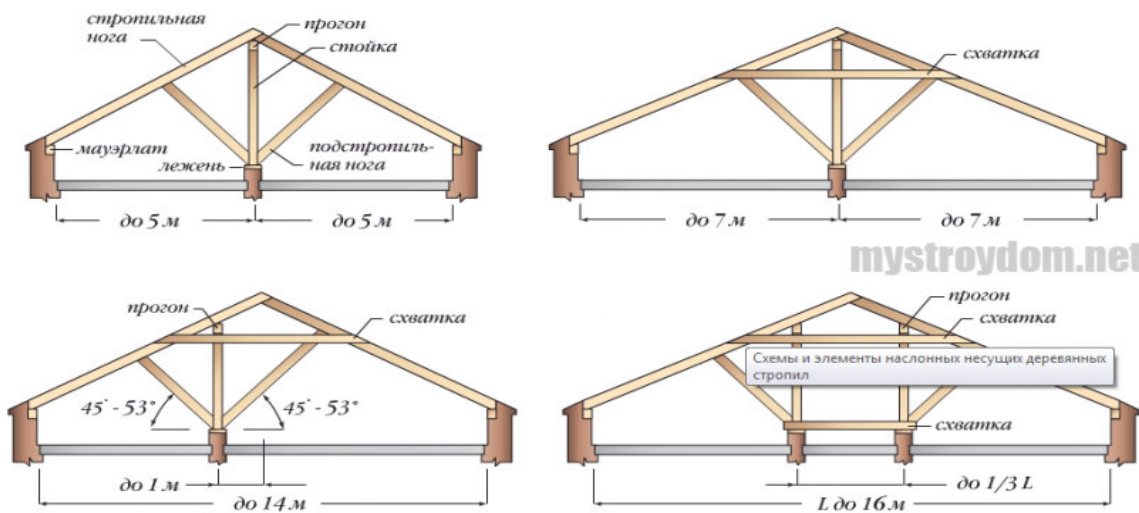 стропильная
нога
прогон
стойка
мауэрлат
лежень
подстропиль-
ная нога
до 5 м
до 5 м
схватка
до 7 м
до 7 м
mystroydom.net
прогон
схватка
45° - 53°
45° - 53°
до 1 м
до 14 м
прогон
схватка
Схемы и элементы наслонных несущих деревянных
стропил
схватка
до 1/3 L
L до 16 м